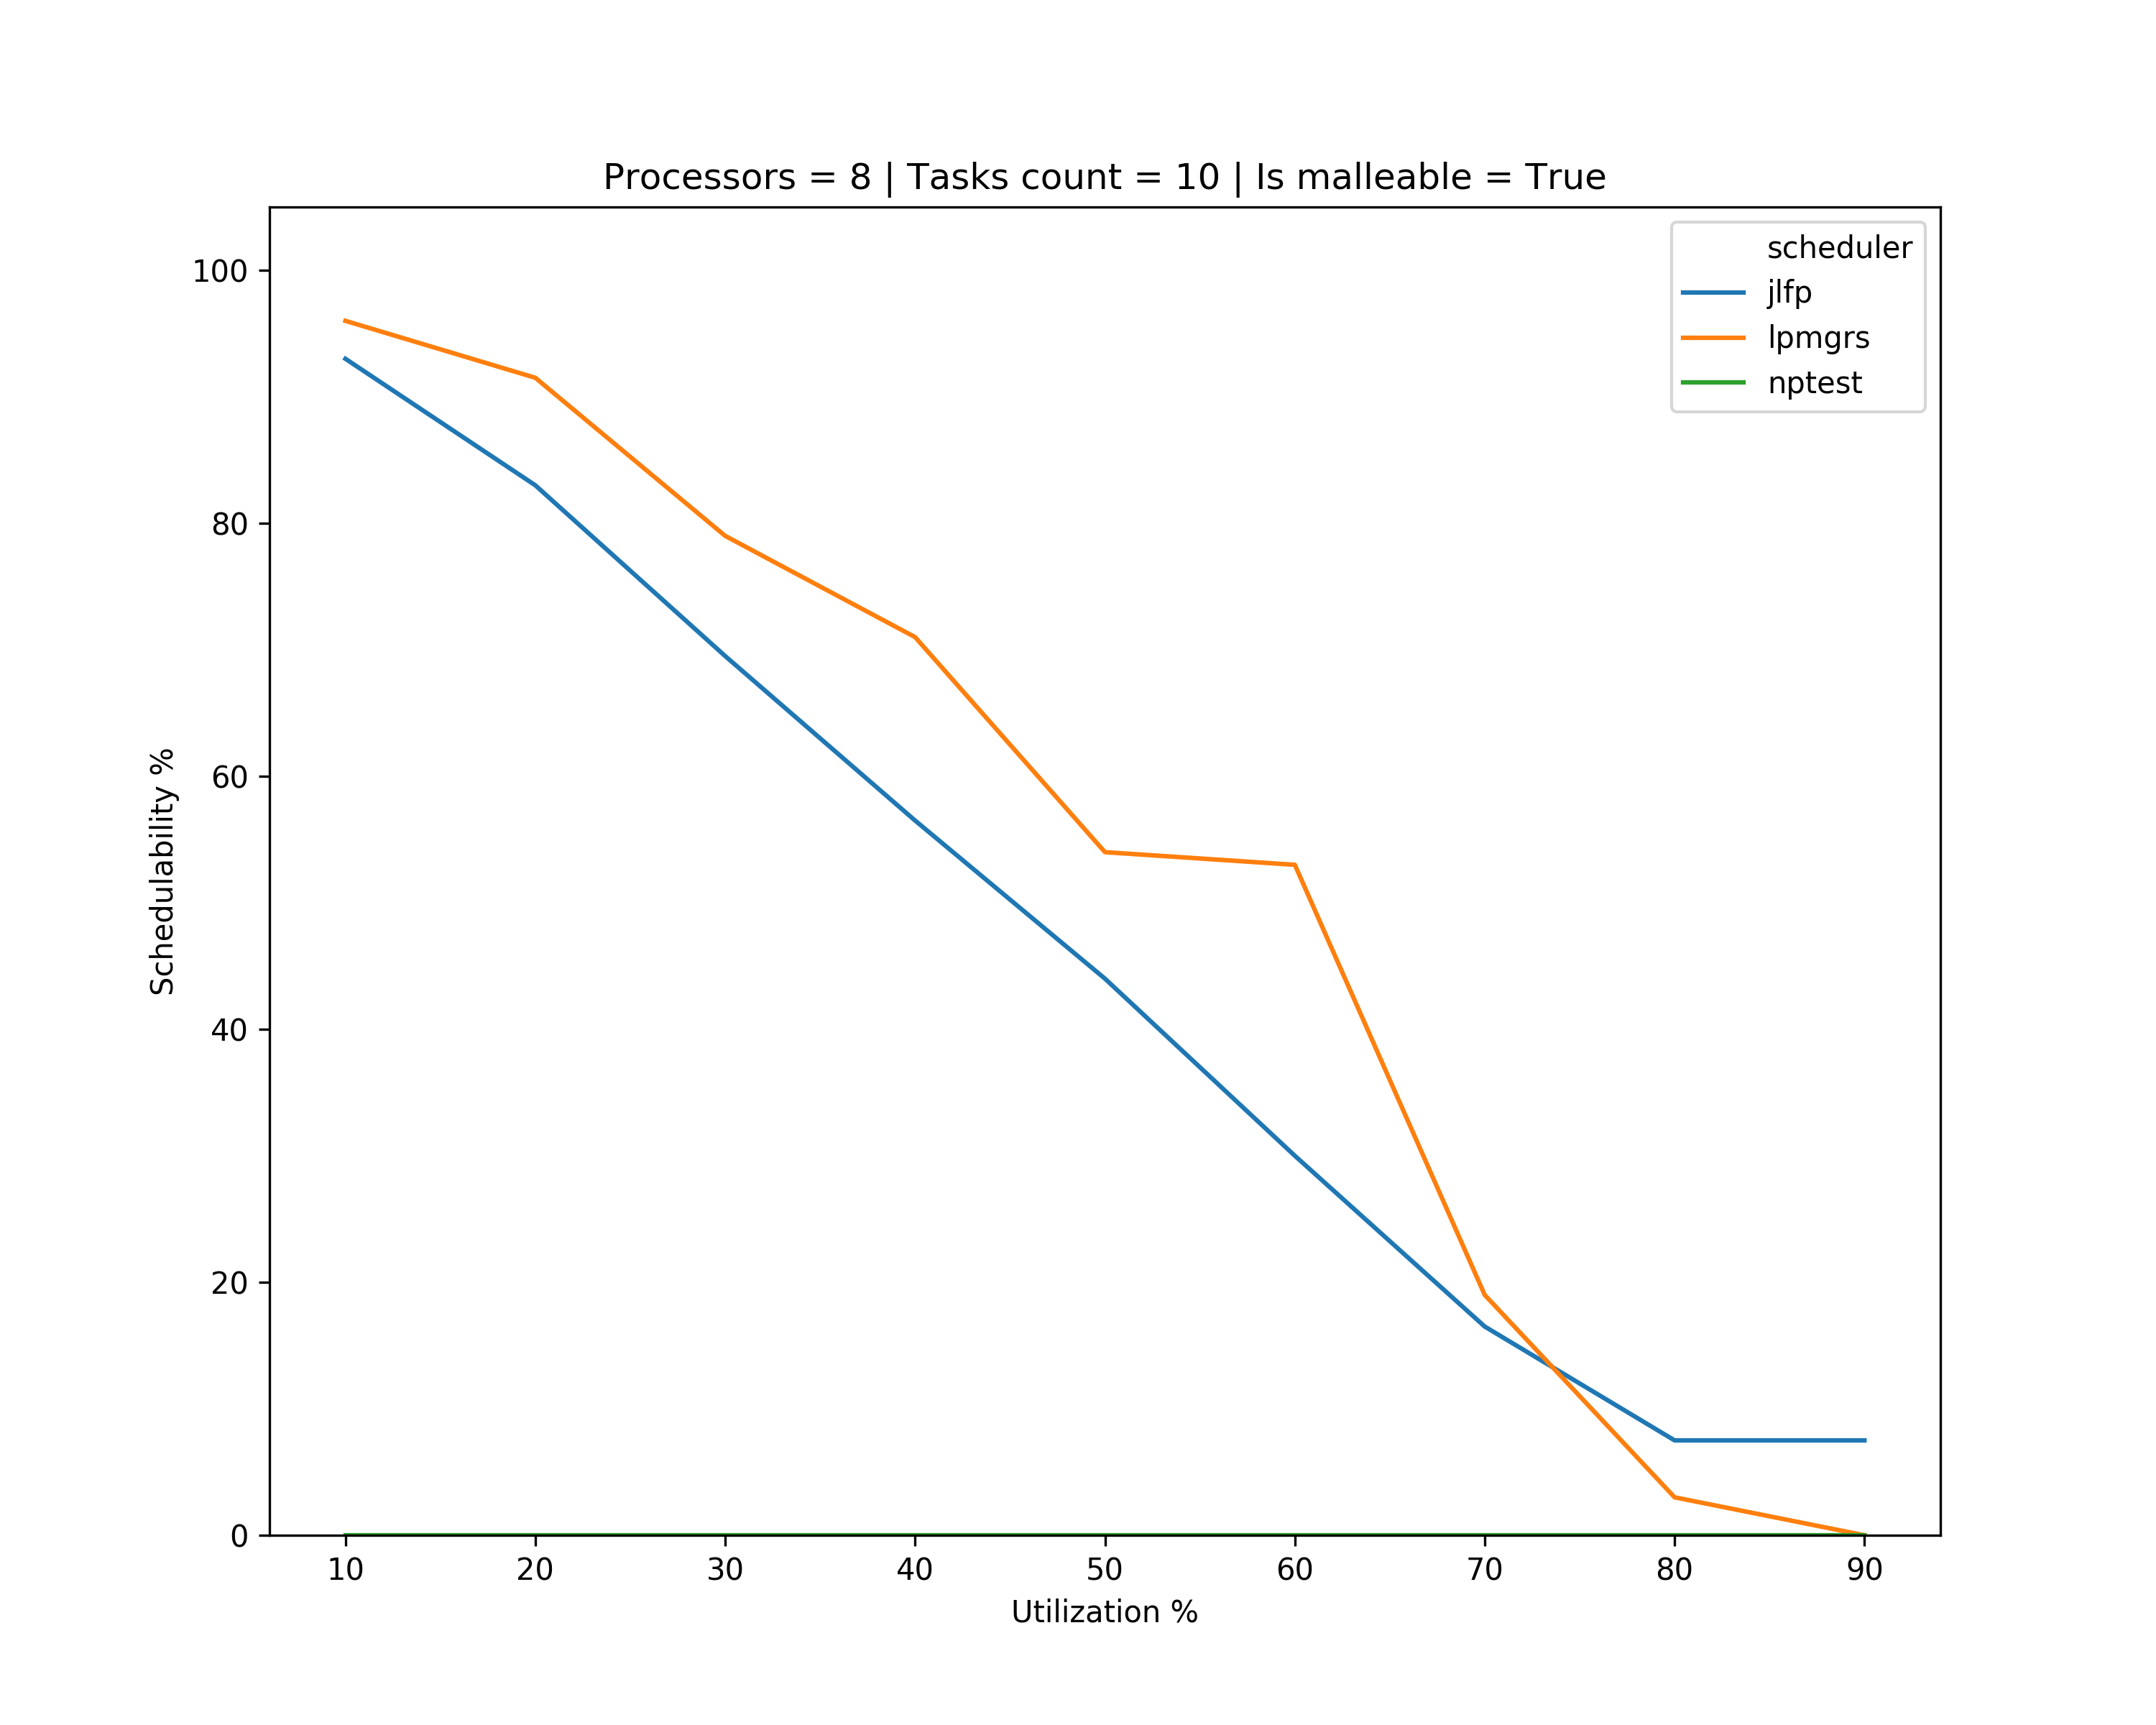 Processors = 8 | Tasks count = 10 | Is malleable = True
scheduler
jlfp
lpmgrs
nptest
Schedulability %
100
80
60
40
20
0
10 20 30 40 50 60 70 80 90
Utilization %